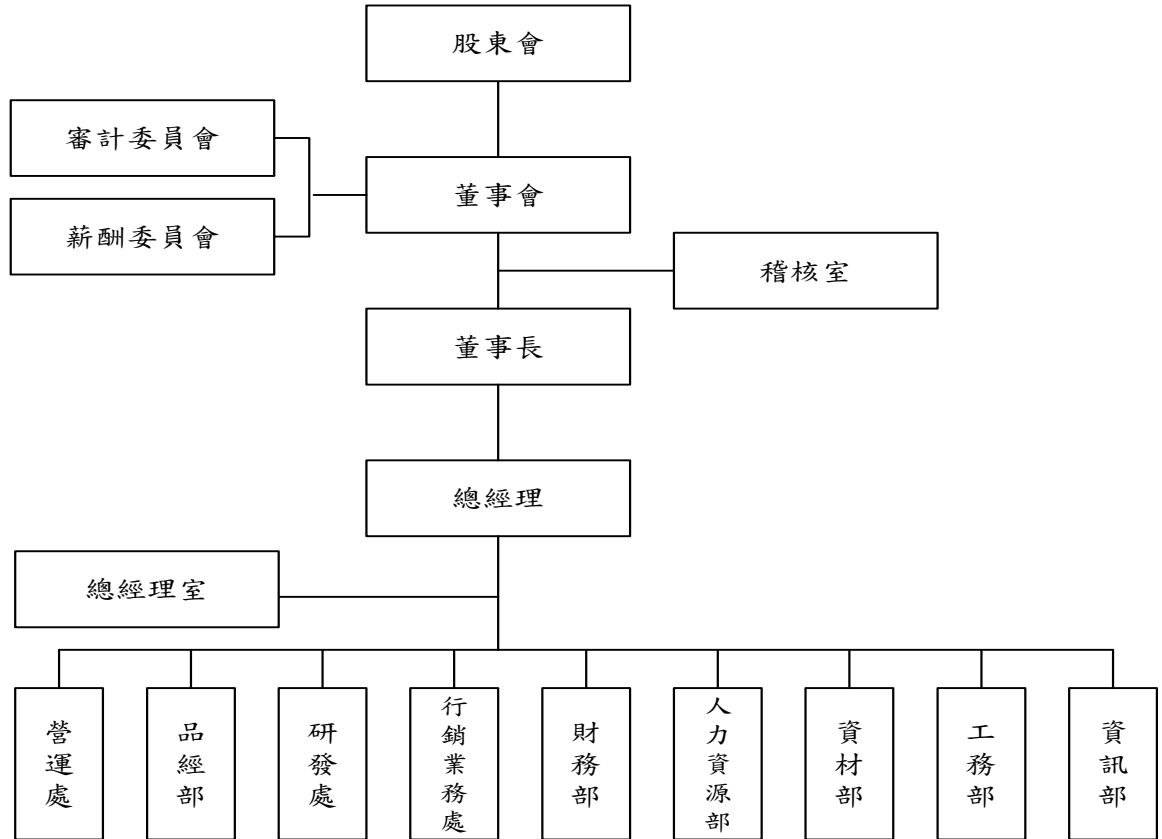 股東會
審計委員會
董事會
薪酬委員會
稽核室
董事長
總經理
總經理室
營運處
品經部
研發處
行銷業務處
財務部
人力資源部
資材部
工務部
資訊部